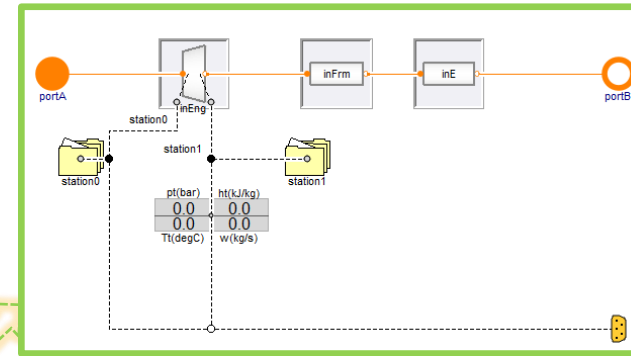 inFrm
inE
portA
portB
inEng
station0
station1
station0
station1
pt(bar) ht(kJ/kg)
0.0 0.0
0.0 0.0
Tt(degC) w(kg/s)